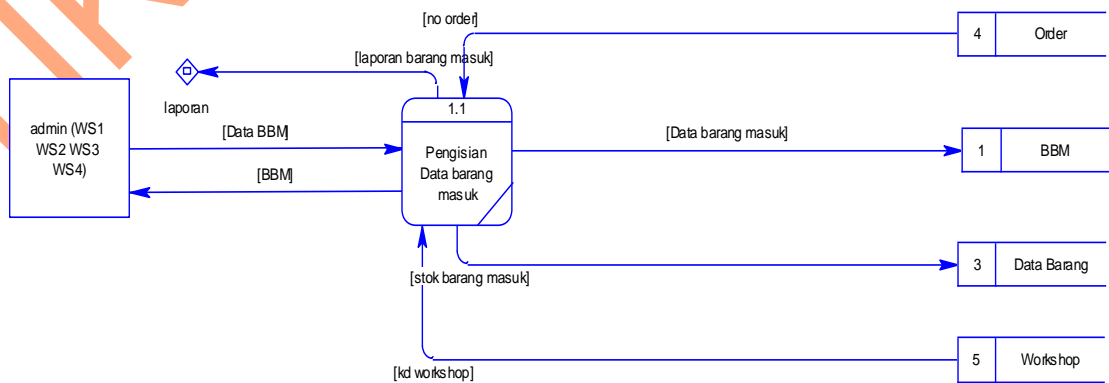 [no order]
4 Order
[laporan barang masuk]
laporan
1.1
admin (WS1
WS2 WS3
WS4)
[Data BBM]
[BBM]
Pengisian
Data barang
masuk
[Data barang masuk]
1 BBM
[stok barang masuk]
3 Data Barang
[kd workshop]
5 Workshop